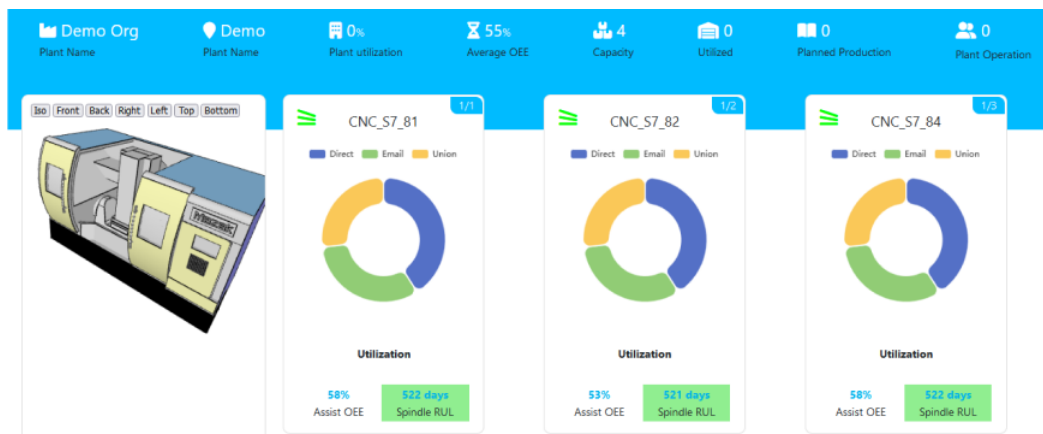 Demo Org
Plant Name
Demo
Plant Name
0%
Plant utilization
55%
Average OEE
4
Capacity
0
Utilized
0
Planned Production
0
Plant Operation
Iso Front Back Right Left Top Bottom
Mazak
1/1
CNC_S7_81
Direct Email Union
Utilization
58%
Assist OEE
522 days
Spindle RUL
1/2
CNC_S7_82
Direct Email Union
Utilization
53%
Assist OEE
521 days
Spindle RUL
1/3
CNC_S7_84
Direct Email Union
Utilization
58%
Assist OEE
522 days
Spindle RUL